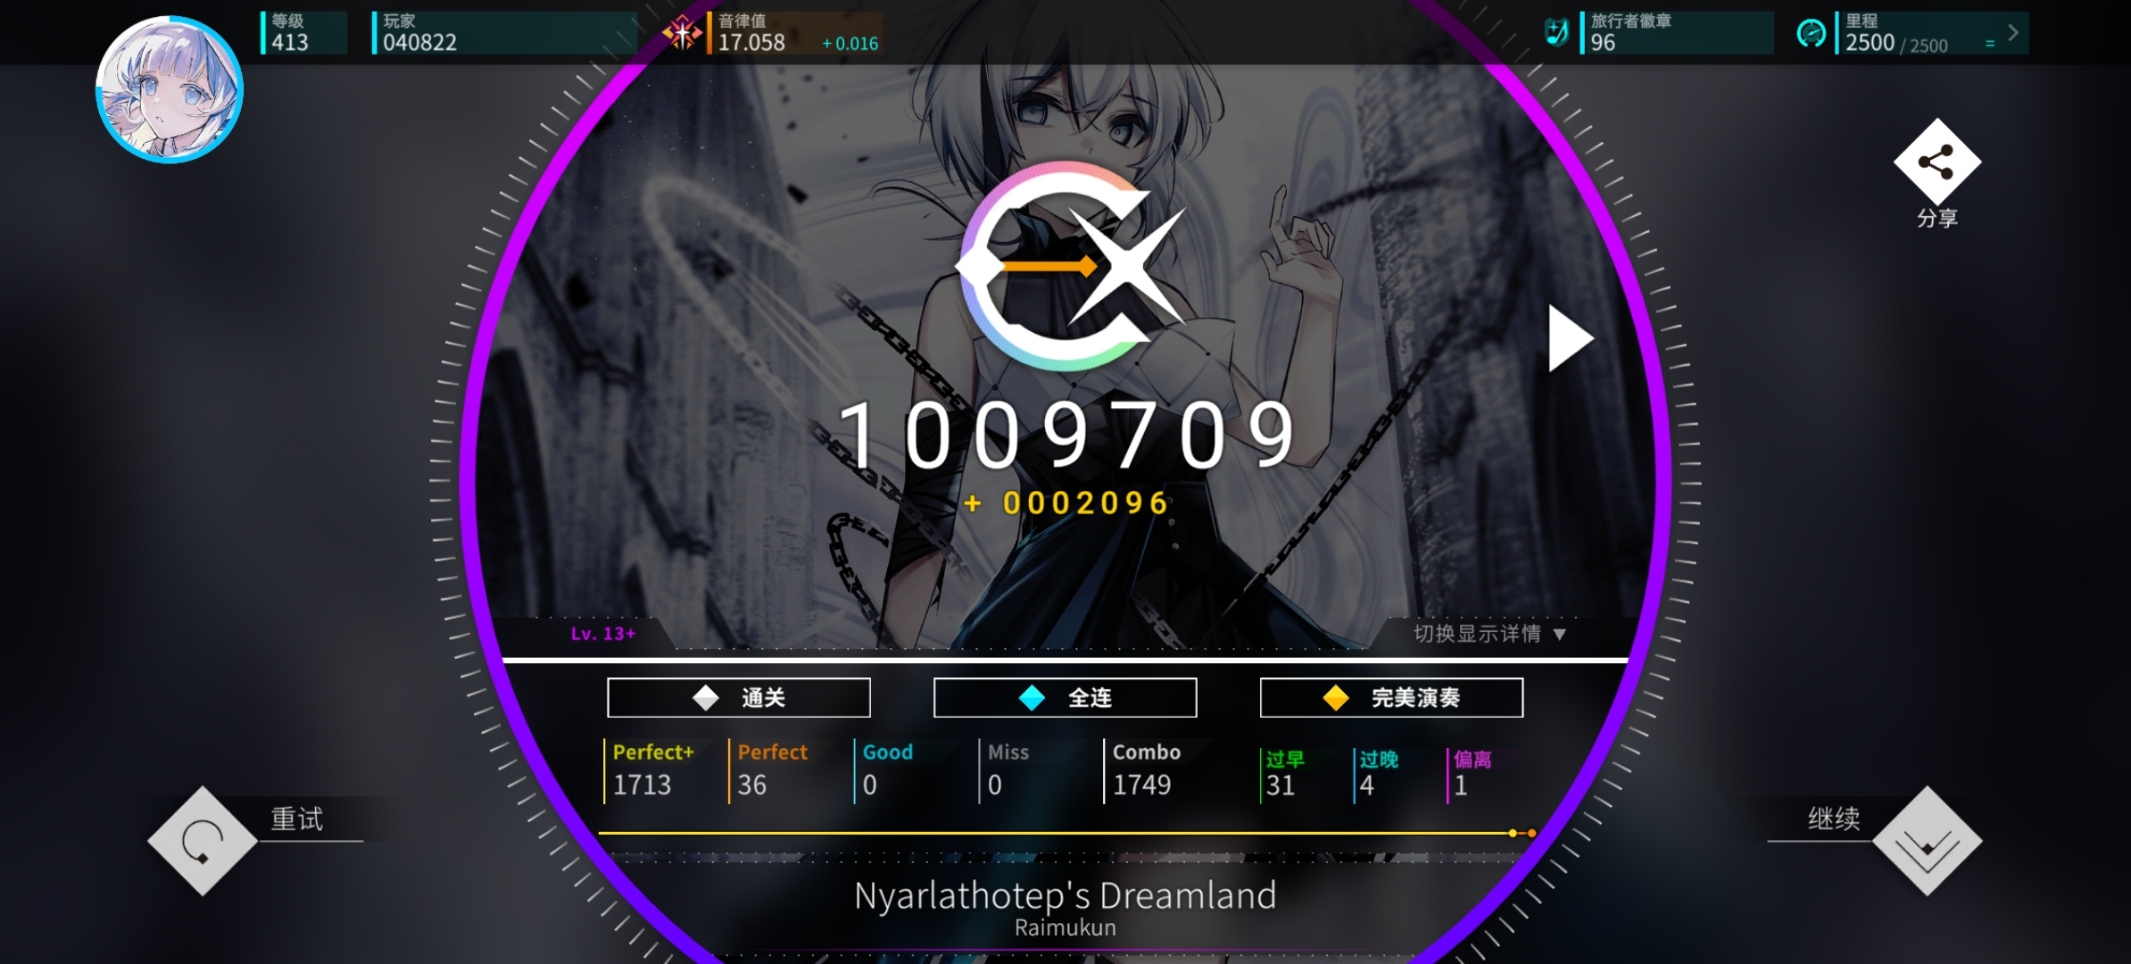 等级
413
玩家
040822
音律值
17.058 +0.016
旅行者徽章
96
里程
2500 / 2500 =
分享
1009709
+ 0002096
Lv. 13+
切换显示详情 ▼
通关
全连
完美演奏
Perfect+
1713
Perfect
36
Good
0
Miss
0
Combo
1749
过早
31
过晚
4
偏离
1
重试
继续
Nyarlathotep's Dreamland
Raimukun